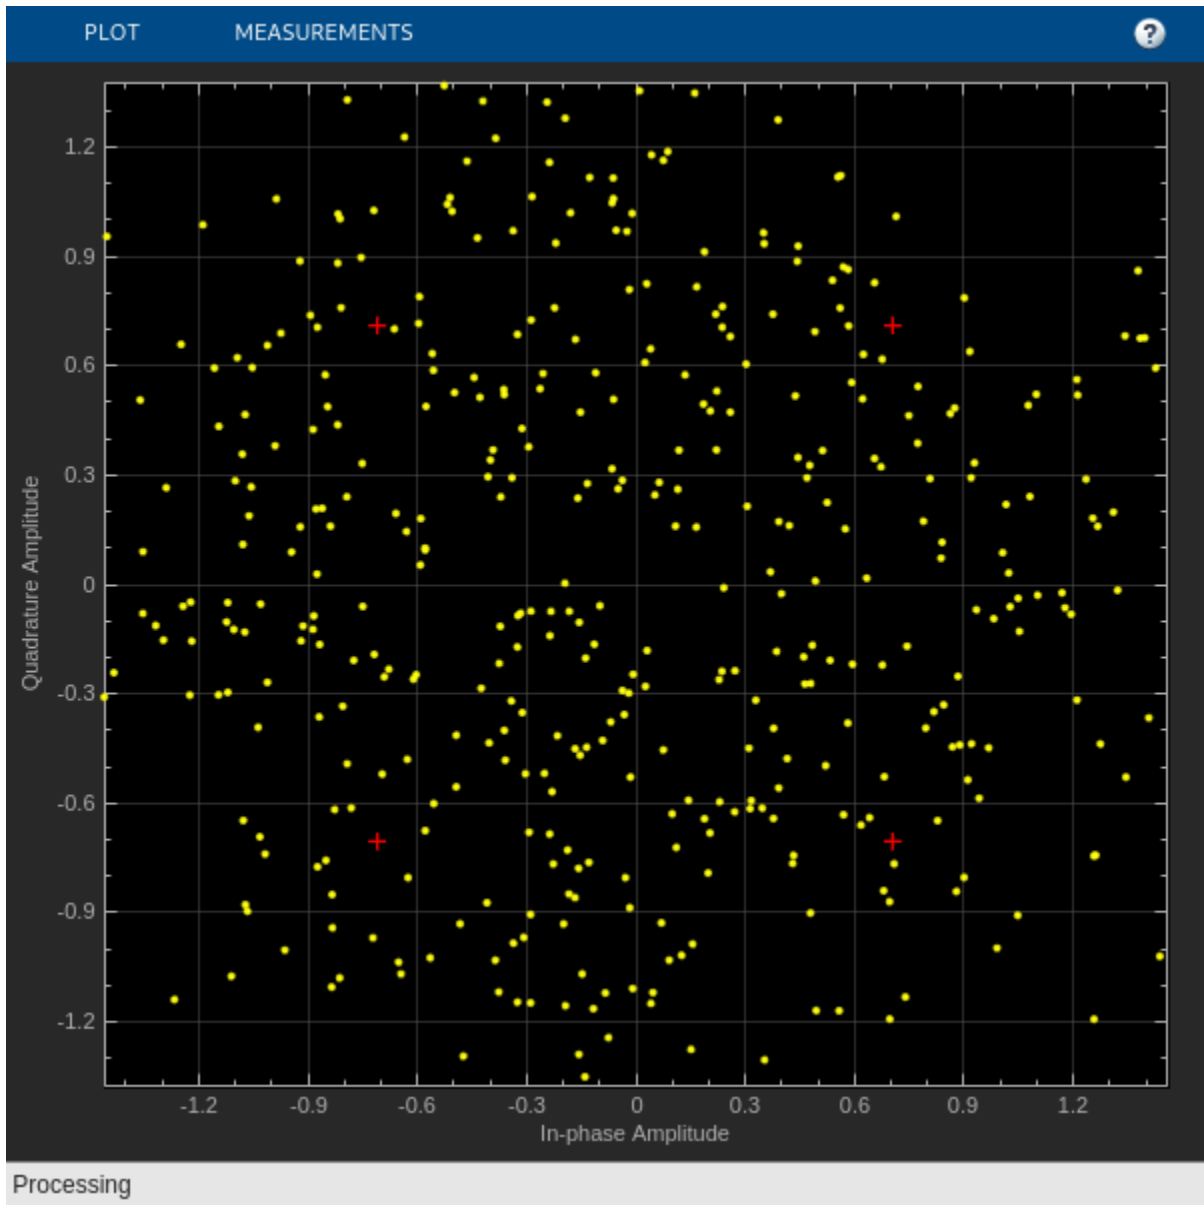 PLOT MEASUREMENTS ?
1.2
0.9
0.6
0.3
0
-0.3
-0.6
-0.9
-1.2
Quadrature Amplitude
-1.2 -0.9 -0.6 -0.3 0 0.3 0.6 0.9 1.2
In-phase Amplitude
Processing